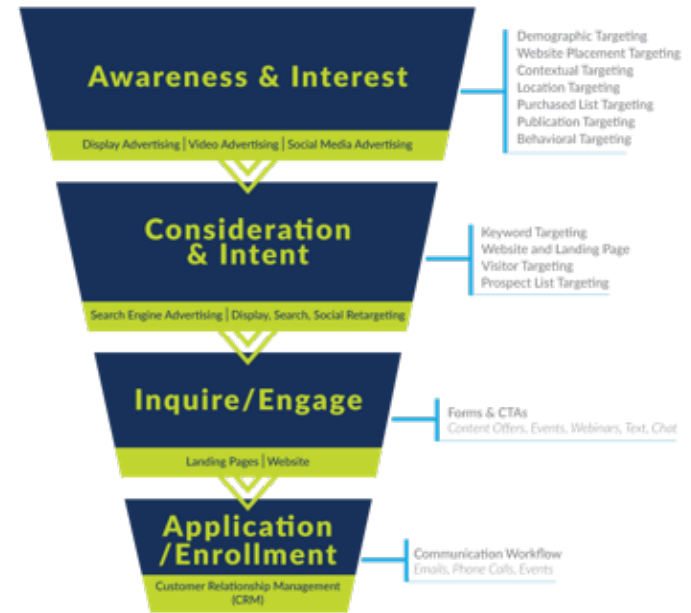 Awareness & Interest
Display Advertising | Video Advertising | Social Media Advertising
Demographic Targeting
Website Placement Targeting
Contextual Targeting
Location Targeting
Purchased List Targeting
Publication Targeting
Behavioral Targeting
Consideration
& Intent
Search Engine Advertising | Display, Search, Social Retargeting
Keyword Targeting
Website and Landing Page
Visitor Targeting
Prospect List Targeting
Inquire/Engage
Landing Pages | Website
Forms & CTAs
Content Offers, Events, Webinars, Text, Chat
Application
/Enrollment
Customer Relationship Management
(CRM)
Communication Workflow
Emails, Phone Calls, Events